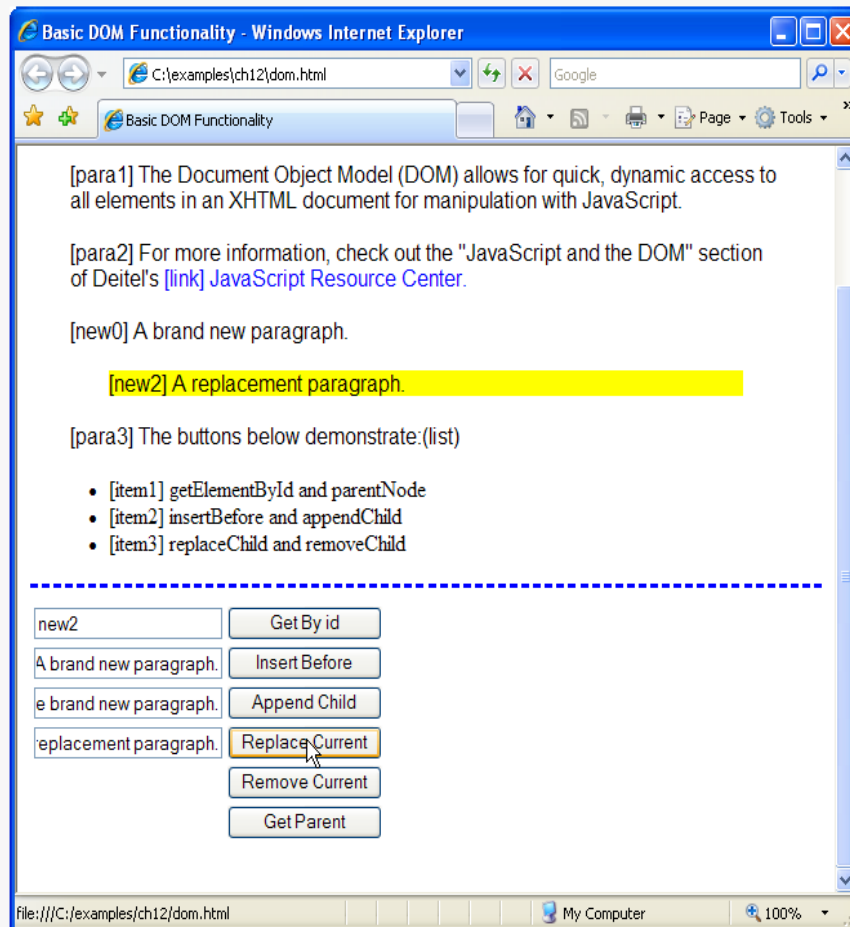 Basic DOM Functionality - Windows Internet Explorer
C:\examples\ch12\dom.html
Google
Basic DOM Functionality
Page
Tools
»
[para1] The Document Object Model (DOM) allows for quick, dynamic access to
all elements in an XHTML document for manipulation with JavaScript.
[para2] For more information, check out the "JavaScript and the DOM" section
of Deitel's [link] JavaScript Resource Center.
[new0] A brand new paragraph.
[new2] A replacement paragraph.
[para3] The buttons below demonstrate:(list)
• [item1] getElementById and parentNode
• [item2] insertBefore and appendChild
• [item3] replaceChild and removeChild
new2
Get By id
A brand new paragraph.
Insert Before
e brand new paragraph.
Append Child
replacement paragraph.
Replace Current
Remove Current
Get Parent
file:///C:/examples/ch12/dom.html
My Computer
100%